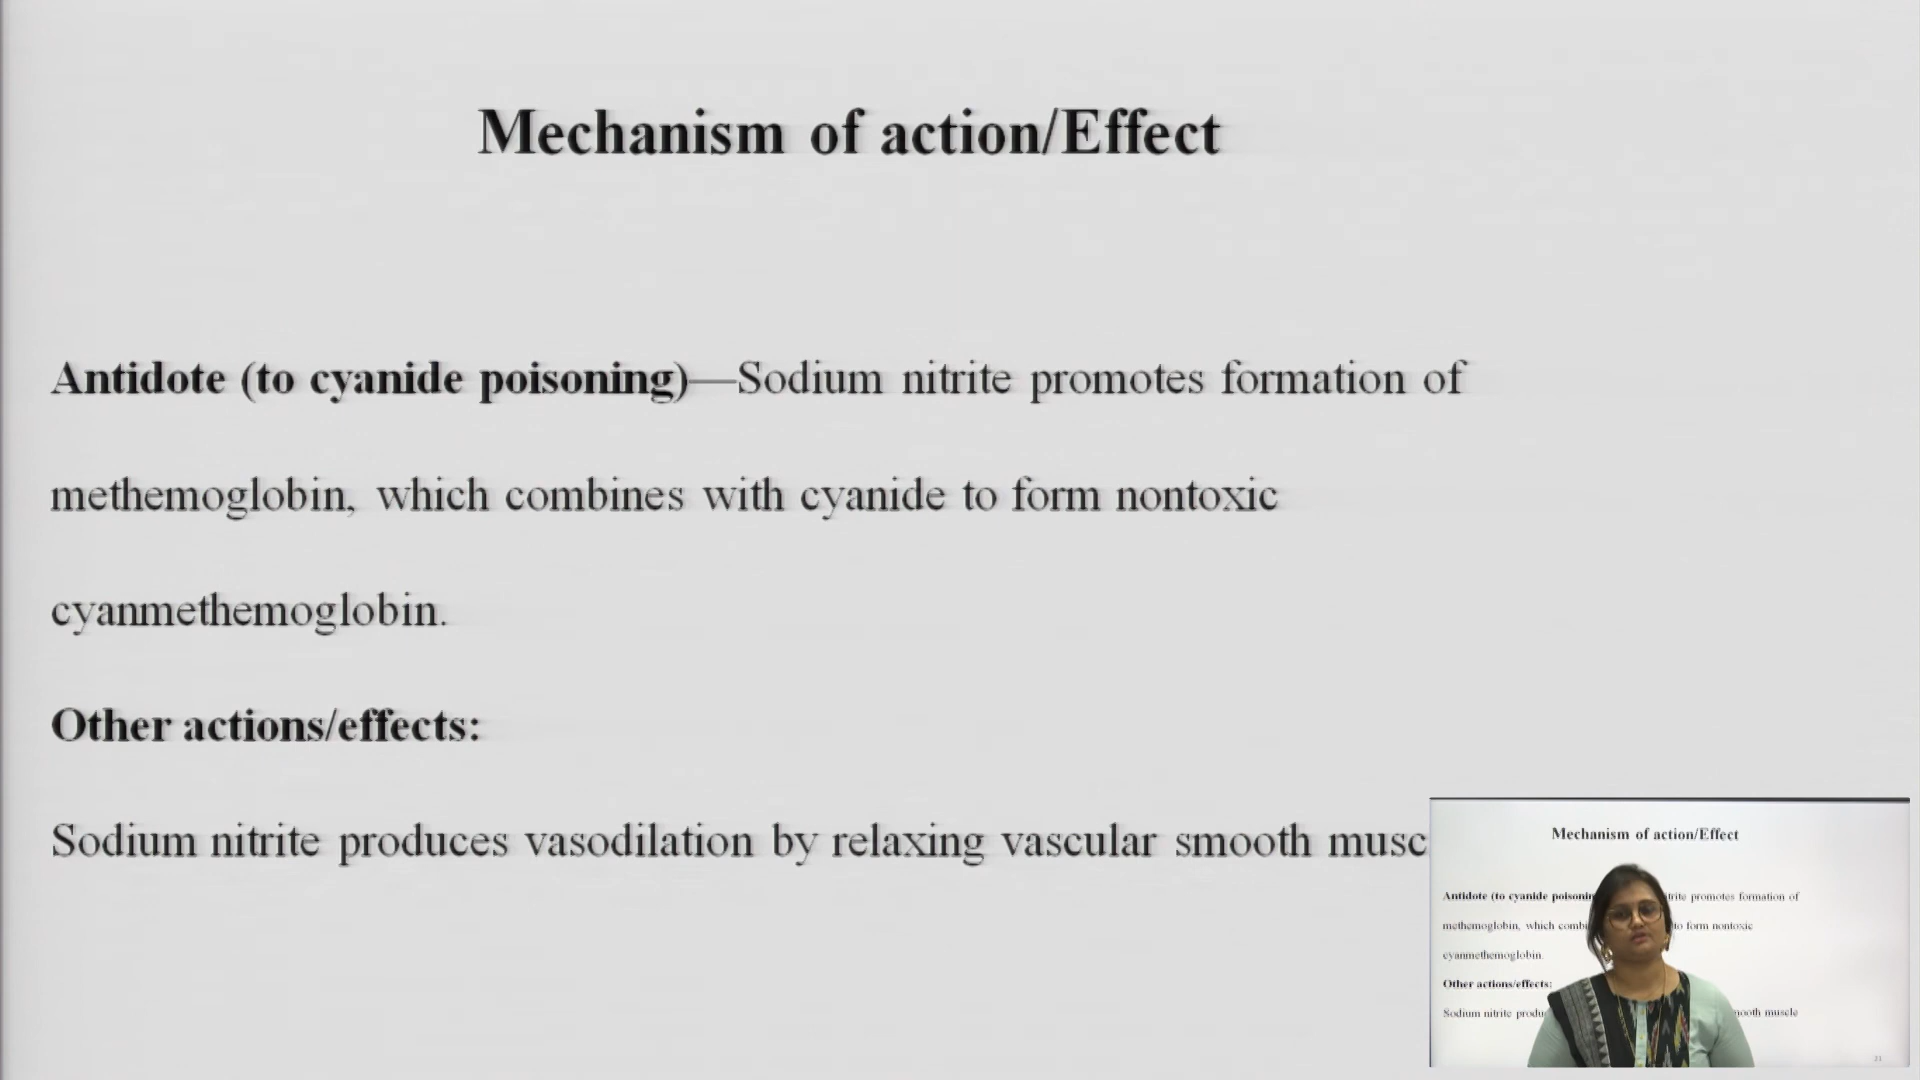 Mechanism of action/Effect
Antidote (to cyanide poisoning)—Sodium nitrite promotes formation of
methemoglobin, which combines with cyanide to form nontoxic
cyanmethemoglobin.
Other actions/effects:
Sodium nitrite produces vasodilation by relaxing vascular smooth musc
Mechanism of action/Effect
Antidote (to cyanide poisonin trite promotes formation of
methemoglobin, which combi to form nontoxic
cyanmethemoglobin.
Other actions/effects:
Sodium nitrite produ mooth muscle